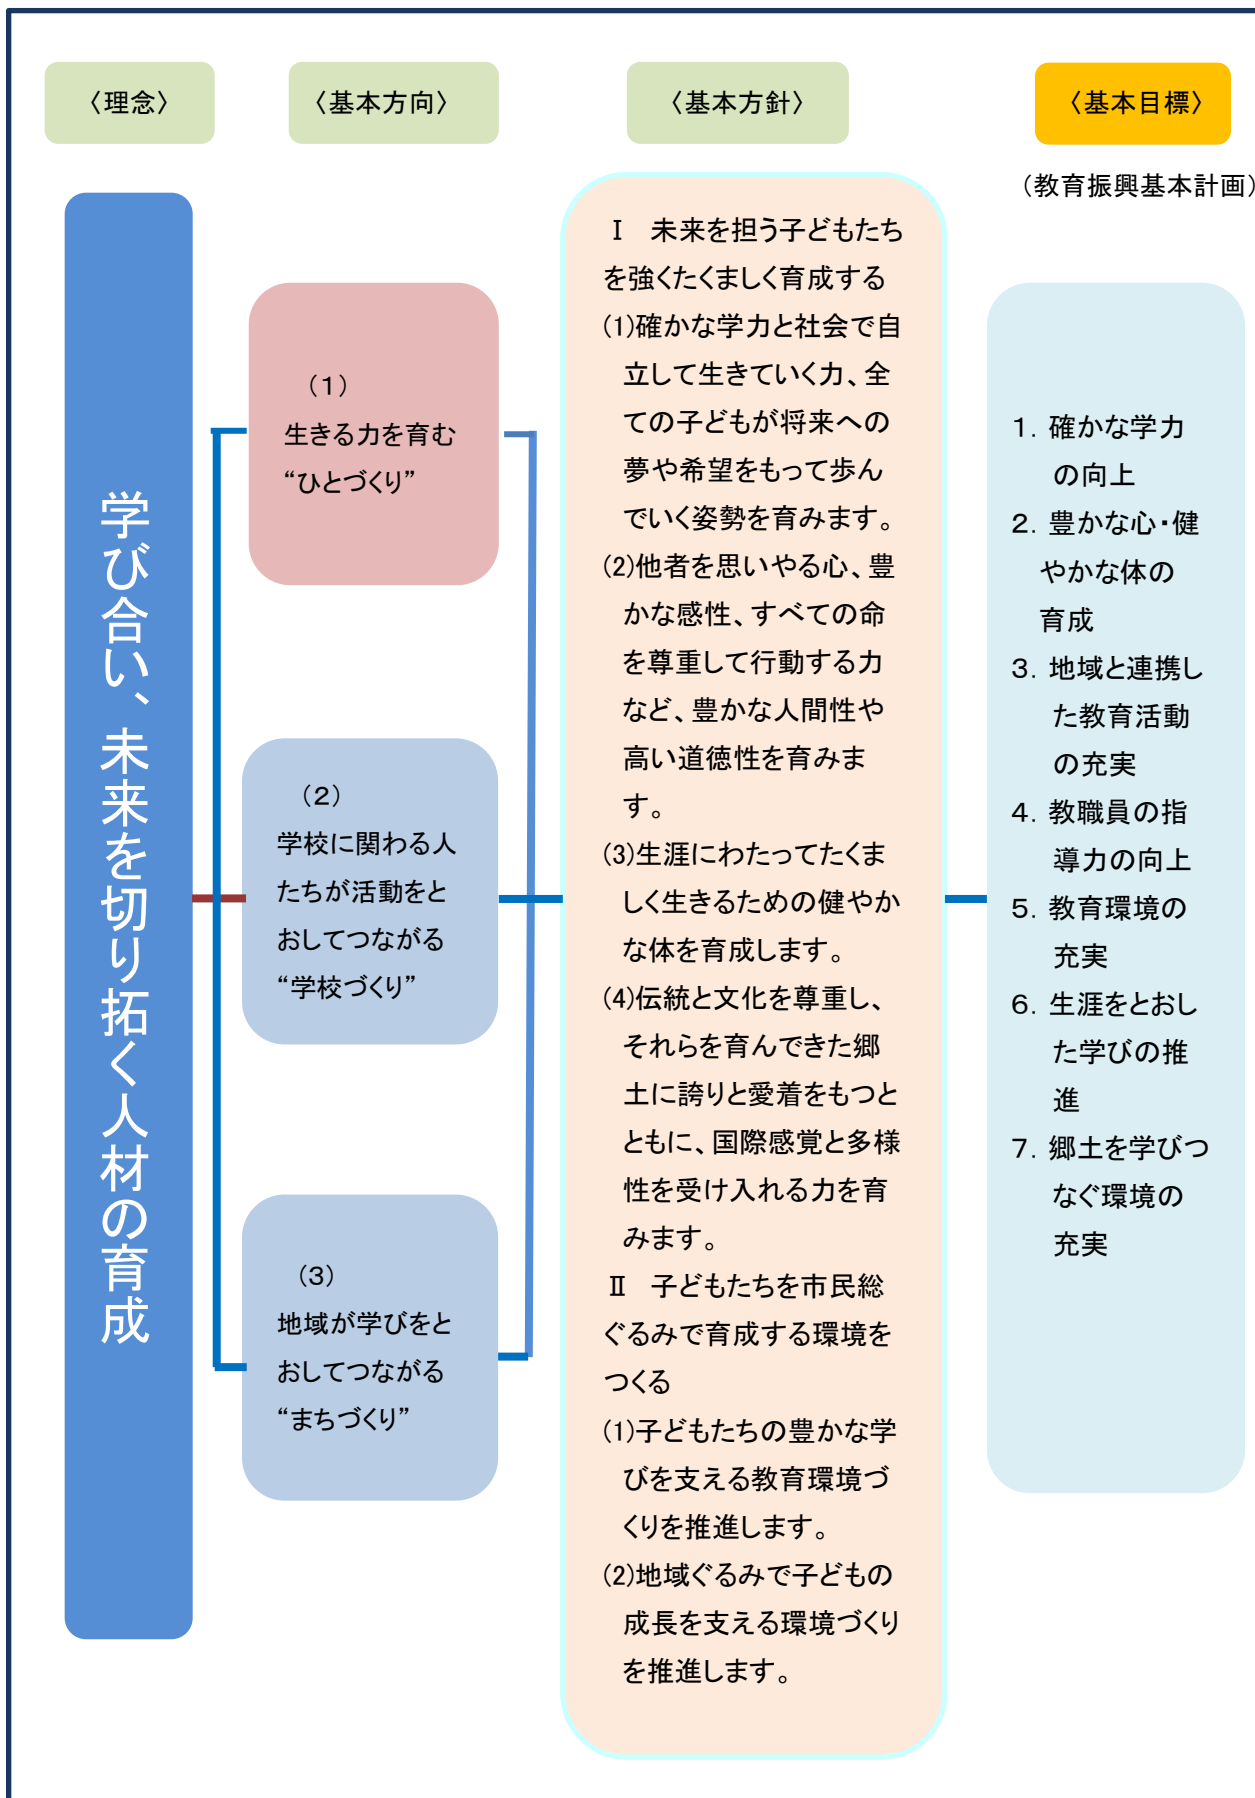 〈理念〉
〈基本方向〉
〈基本方針〉
〈基本目標〉
（教育振興基本計画）
学び合い、未来を切り拓く人材の育成
（１）
生きる力を育む
“ひとづくり”
（２）
学校に関わる人
たちが活動をと
おしてつながる
“学校づくり”
（３）
地域が学びをと
おしてつながる
“まちづくり”
Ⅰ　未来を担う子どもたち
を強くたくましく育成する
(1)確かな学力と社会で自
立して生きていく力、全
ての子どもが将来への
夢や希望をもって歩ん
でいく姿勢を育みます。
(2)他者を思いやる心、豊
かな感性、すべての命
を尊重して行動する力
など、豊かな人間性や
高い道徳性を育みま
す。
(3)生涯にわたってたくま
しく生きるための健やか
な体を育成します。
(4)伝統と文化を尊重し、
それらを育んできた郷
土に誇りと愛着をもつと
ともに、国際感覚と多様
性を受け入れる力を育
みます。
Ⅱ　子どもたちを市民総
ぐるみで育成する環境を
つくる
(1)子どもたちの豊かな学
びを支える教育環境づ
くりを推進します。
(2)地域ぐるみで子どもの
成長を支える環境づくり
を推進します。
１．確かな学力
の向上
２．豊かな心・健
やかな体の
育成
３．地域と連携し
た教育活動
の充実
４．教職員の指
導力の向上
５．教育環境の
充実
６．生涯をとおし
た学びの推
進
７．郷土を学びつ
なぐ環境の
充実